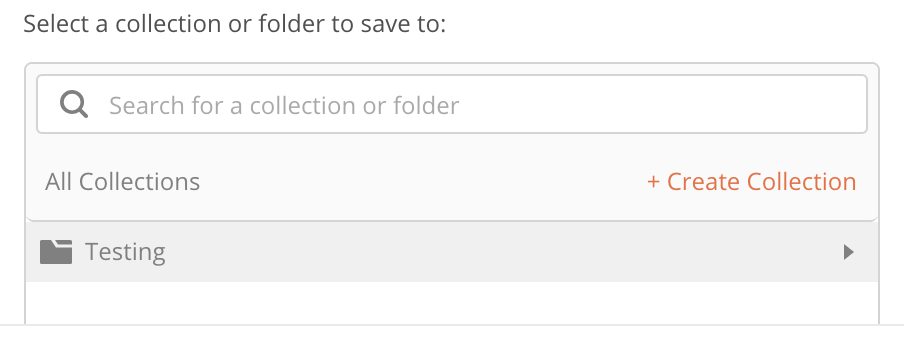 Select a collection or folder to save to:
Search for a collection or folder
All Collections + Create Collection
Testing